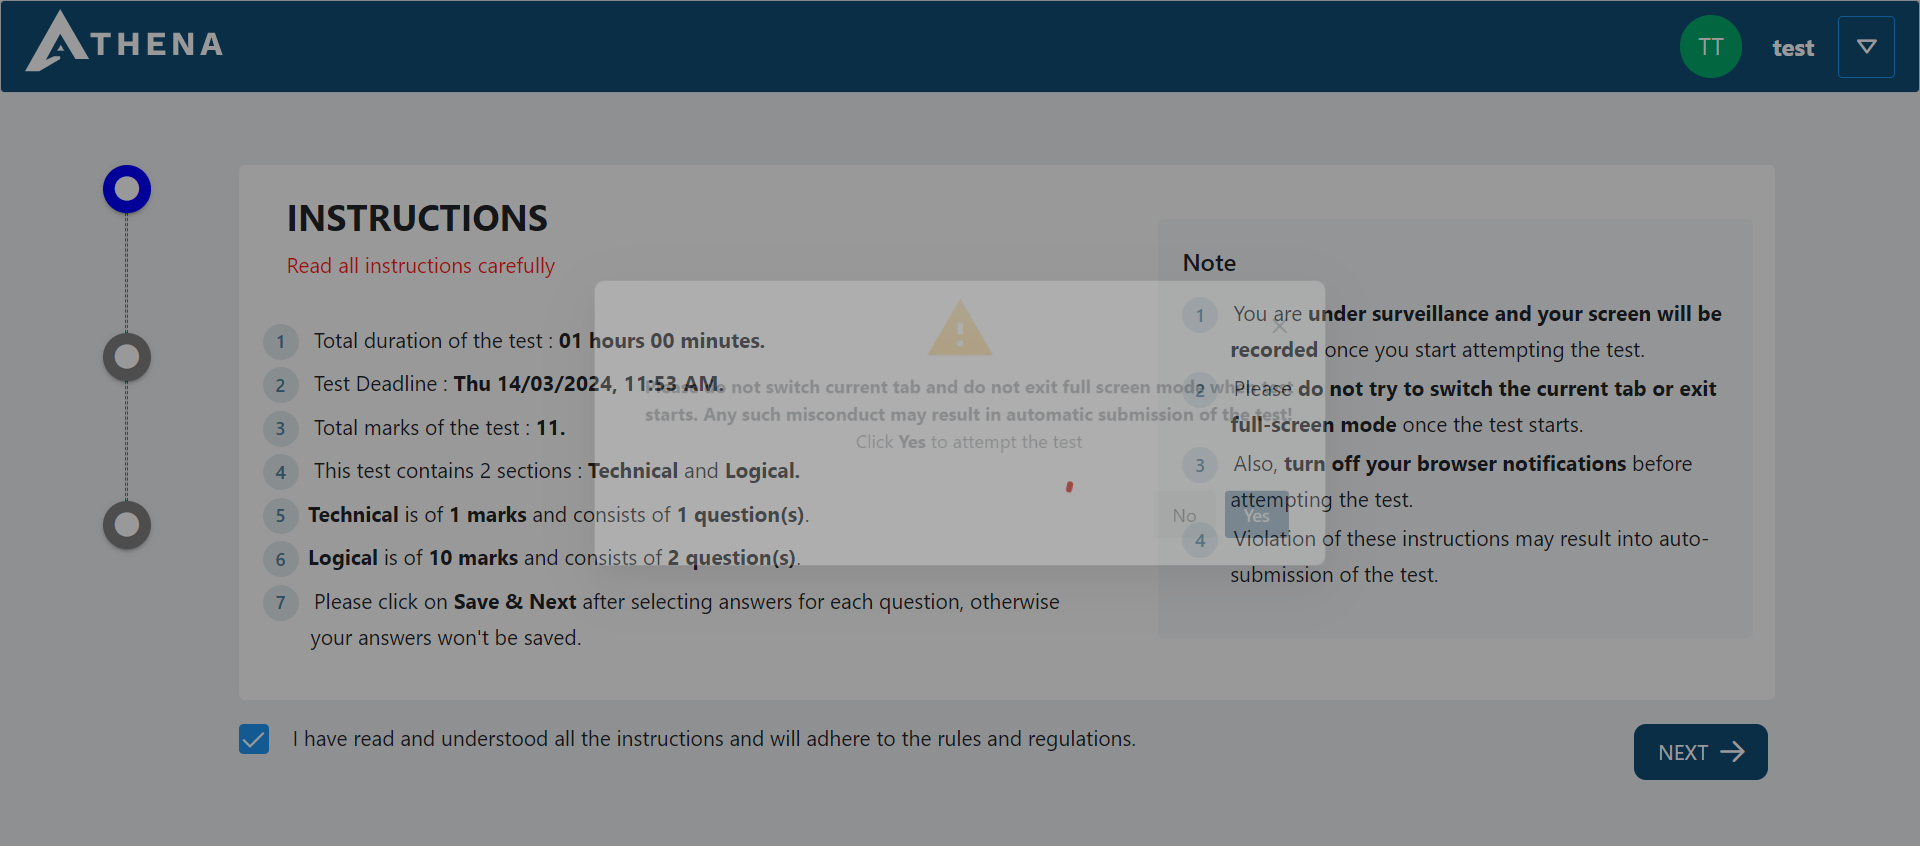 ATHENA
TT
test
INSTRUCTIONS
Read all instructions carefully
1 Total duration of the test : 01 hours 00 minutes.
2 Test Deadline : Thu 14/03/2024, 11:53 AM.
3 Total marks of the test : 11.
4 This test contains 2 sections : Technical and Logical.
5 Technical is of 1 marks and consists of 1 question(s).
6 Logical is of 10 marks and consists of 2 question(s).
7 Please click on Save & Next after selecting answers for each question, otherwise
your answers won't be saved.
Note
1 You are under surveillance and your screen will be
recorded once you start attempting the test.
2 Please do not try to switch the current tab or exit
full-screen mode once the test starts.
3 Also, turn off your browser notifications before
attempting the test.
4 Violation of these instructions may result into auto-
submission of the test.
Please do not switch current tab and do not exit full screen mode when test
starts. Any such misconduct may result in automatic submission of the test!
Click Yes to attempt the test
No
Yes
I have read and understood all the instructions and will adhere to the rules and regulations.
NEXT